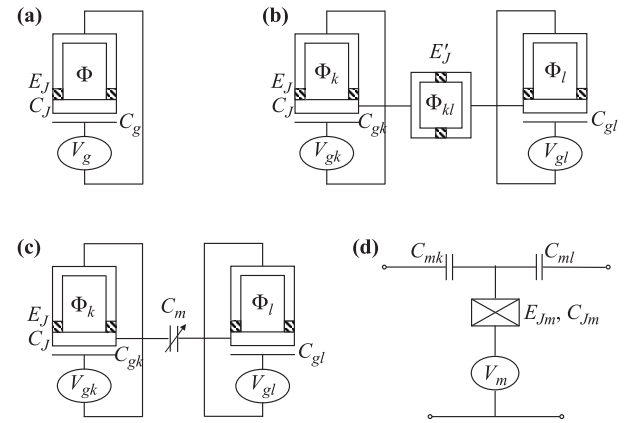 (a)
Φ
E_J
C_J
C_g
V_g
(b)
Φ_k
E_J
C_J
C_gk
V_gk
E'_J
Φ_kl
Φ_l
C_gl
V_gl
(c)
Φ_k
E_J
C_J
C_gk
V_gk
C_m
Φ_l
C_gl
V_gl
(d)
C_mk
C_ml
E_Jm, C_Jm
V_m